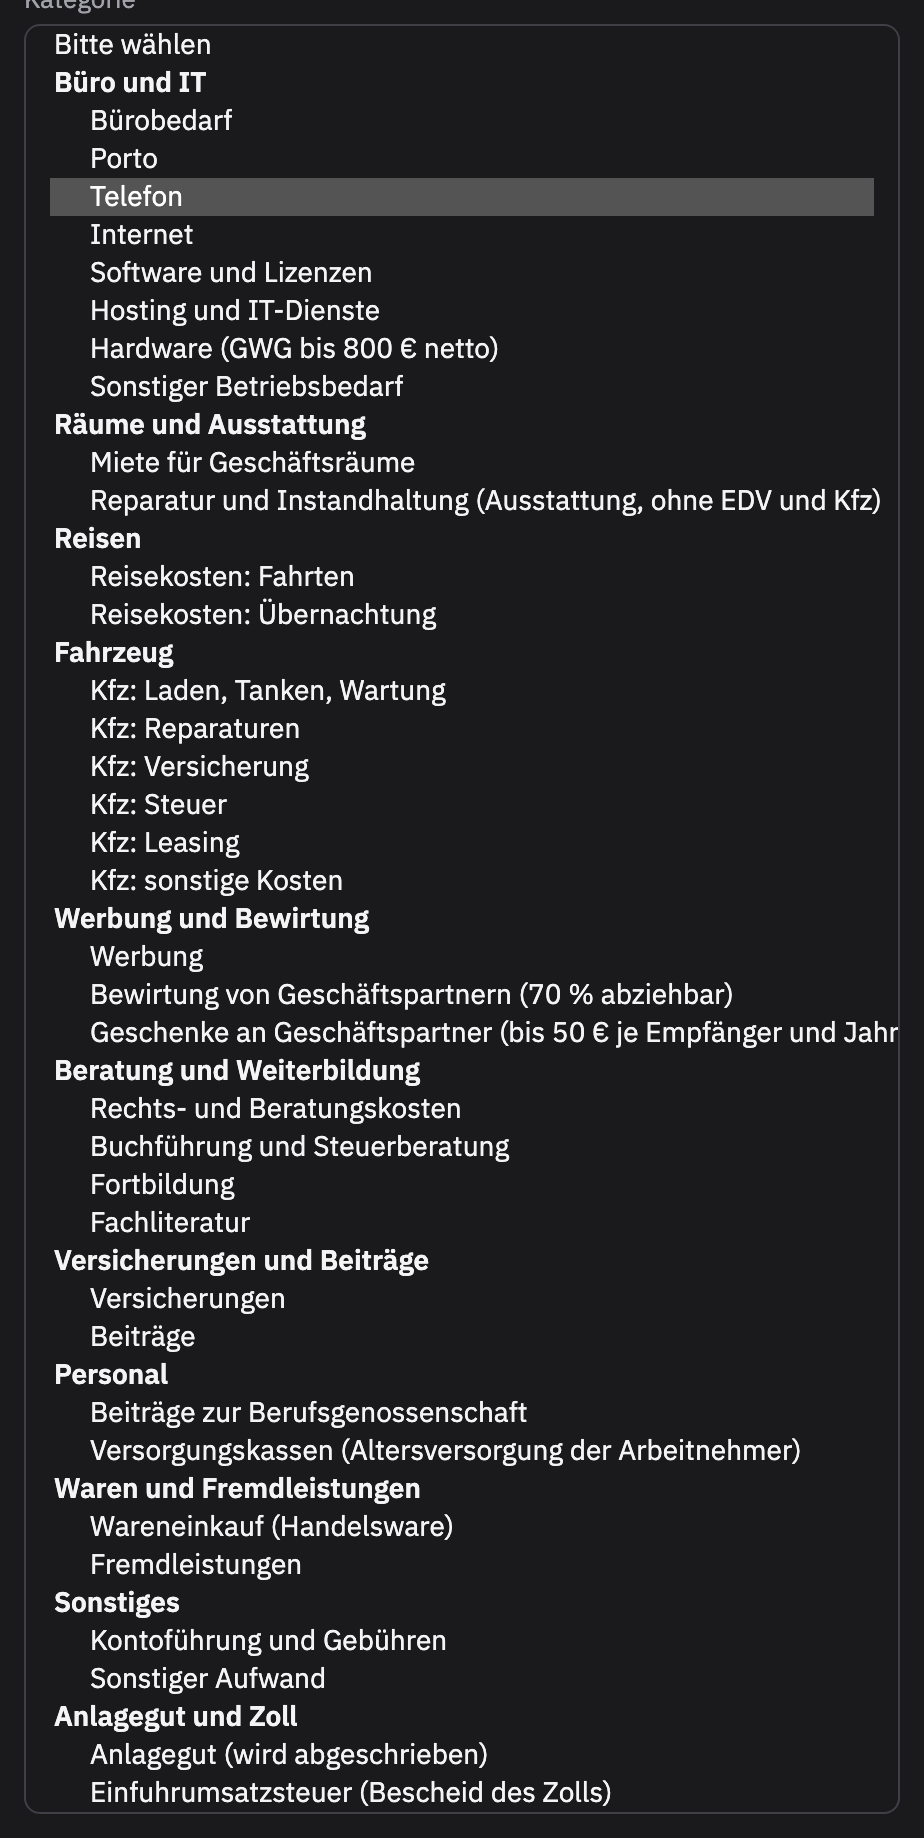 Kategorie
Bitte wählen
Büro und IT
Bürobedarf
Porto
Telefon
Internet
Software und Lizenzen
Hosting und IT-Dienste
Hardware (GWG bis 800 € netto)
Sonstiger Betriebsbedarf
Räume und Ausstattung
Miete für Geschäftsräume
Reparatur und Instandhaltung (Ausstattung, ohne EDV und Kfz)
Reisen
Reisekosten: Fahrten
Reisekosten: Übernachtung
Fahrzeug
Kfz: Laden, Tanken, Wartung
Kfz: Reparaturen
Kfz: Versicherung
Kfz: Steuer
Kfz: Leasing
Kfz: sonstige Kosten
Werbung und Bewirtung
Werbung
Bewirtung von Geschäftspartnern (70 % abziehbar)
Geschenke an Geschäftspartner (bis 50 € je Empfänger und Jahr
Beratung und Weiterbildung
Rechts- und Beratungskosten
Buchführung und Steuerberatung
Fortbildung
Fachliteratur
Versicherungen und Beiträge
Versicherungen
Beiträge
Personal
Beiträge zur Berufsgenossenschaft
Versorgungskassen (Altersversorgung der Arbeitnehmer)
Waren und Fremdleistungen
Wareneinkauf (Handelsware)
Fremdleistungen
Sonstiges
Kontoführung und Gebühren
Sonstiger Aufwand
Anlagegut und Zoll
Anlagegut (wird abgeschrieben)
Einfuhrumsatzsteuer (Bescheid des Zolls)